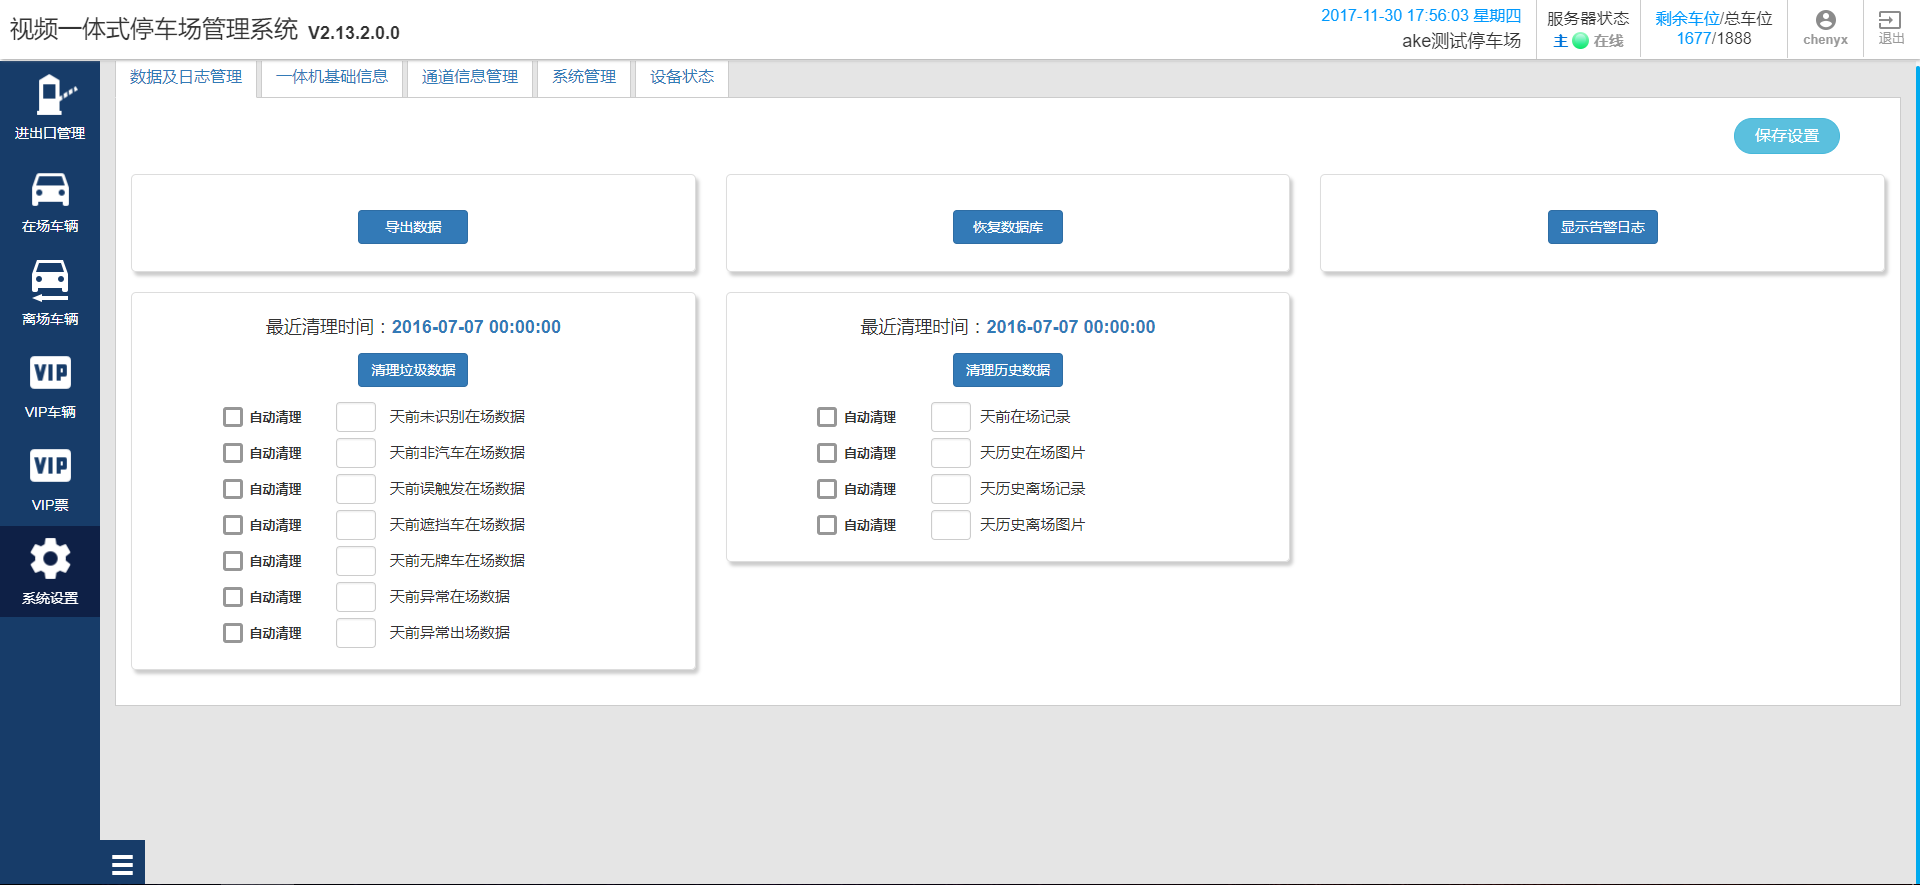 视频一体式停车场管理系统 V2.13.2.0.0
2017-11-30 17:56:03 星期四
ake测试停车场
服务器状态
主 在线
剩余车位/总车位
1677/1888
chenyx
退出
进出口管理
在场车辆
离场车辆
VIP
VIP车辆
VIP
VIP票
系统设置
数据及日志管理
一体机基础信息
通道信息管理
系统管理
设备状态
保存设置
导出数据
恢复数据库
显示告警日志
最近清理时间：2016-07-07 00:00:00
清理垃圾数据
自动清理 天前未识别在场数据
自动清理 天前非汽车在场数据
自动清理 天前误触发在场数据
自动清理 天前遮挡车在场数据
自动清理 天前无牌车在场数据
自动清理 天前异常在场数据
自动清理 天前异常出场数据
最近清理时间：2016-07-07 00:00:00
清理历史数据
自动清理 天前在场记录
自动清理 天历史在场图片
自动清理 天历史离场记录
自动清理 天历史离场图片